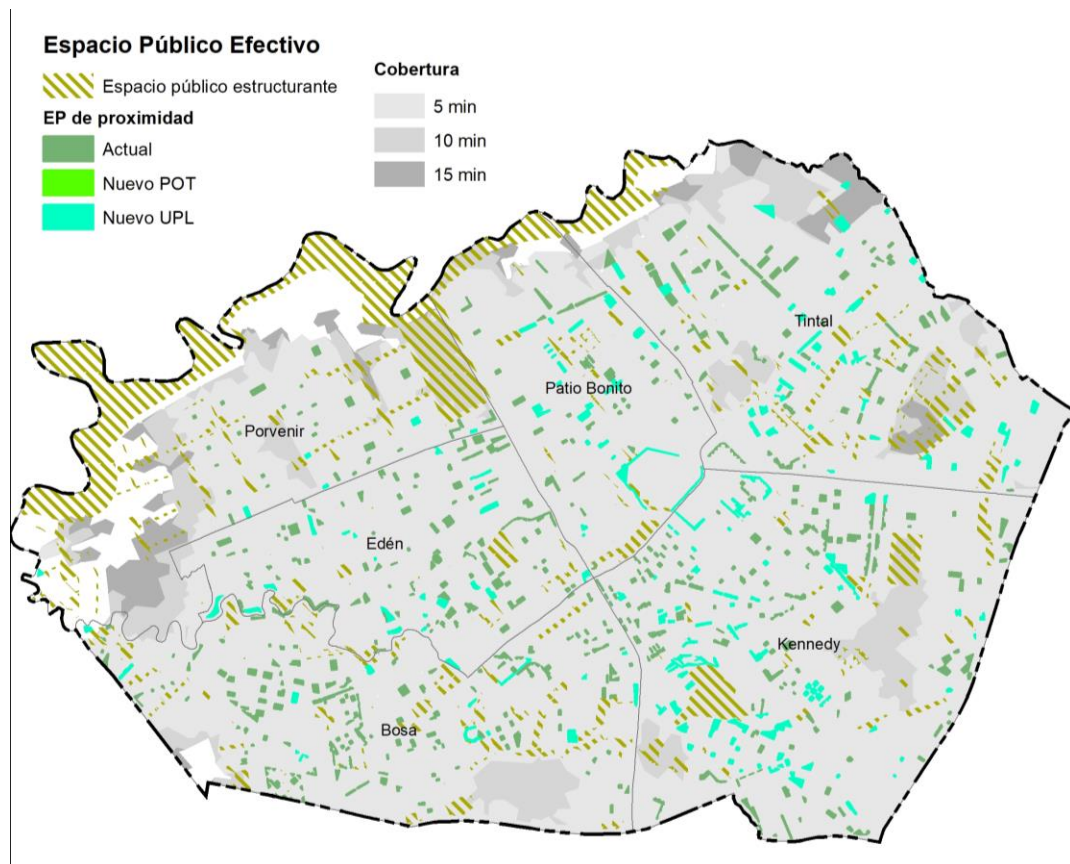 Espacio Público Efectivo
Espacio público estructurante
EP de proximidad
Actual
Nuevo POT
Nuevo UPL
Cobertura
5 min
10 min
15 min
Tintal
Patio Bonito
Porvenir
Edén
Kennedy
Bosa